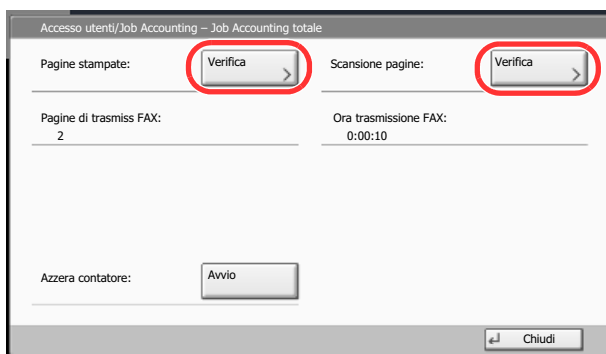 Accesso utenti/Job Accounting – Job Accounting totale
Pagine stampate: Verifica Scansione pagine: Verifica
Pagine di trasmiss FAX: Ora trasmissione FAX:
2 0:00:10
Azzera contatore: Avvio
Chiudi